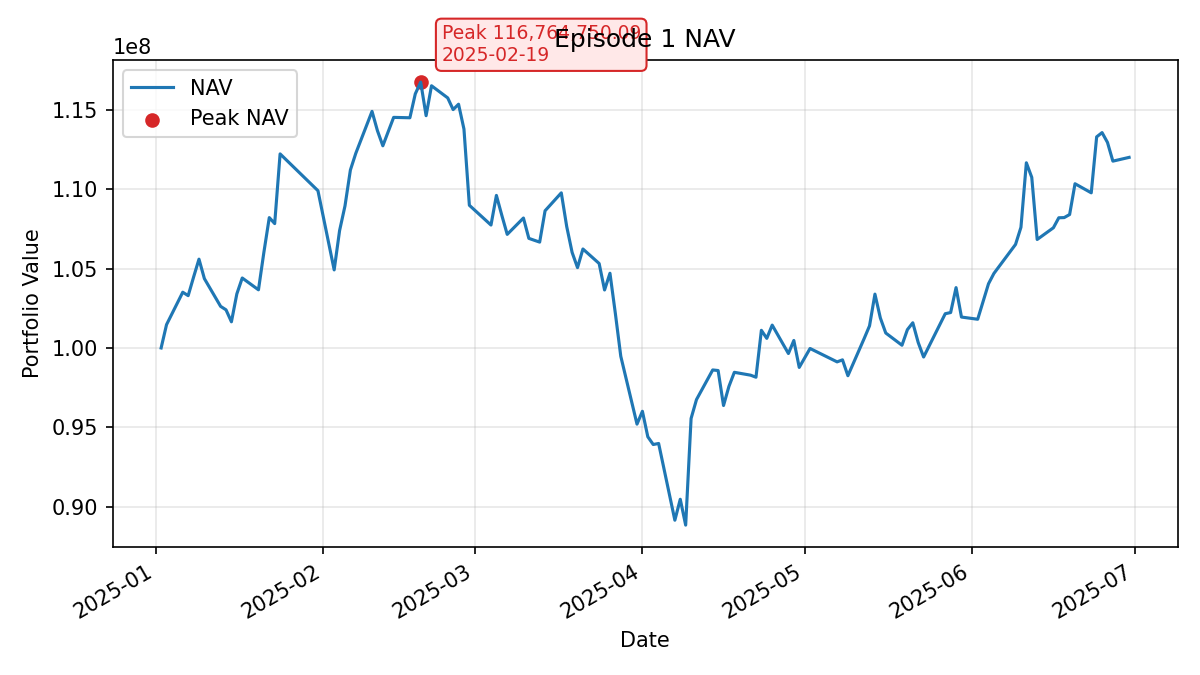 Peak 116,764,750.09
2025-02-19
Episode 1 NAV
1e8
NAV
Peak NAV
1.15
1.10
1.05
1.00
0.95
0.90
Portfolio Value
2025-01
2025-02
2025-03
2025-04
2025-05
2025-06
2025-07
Date